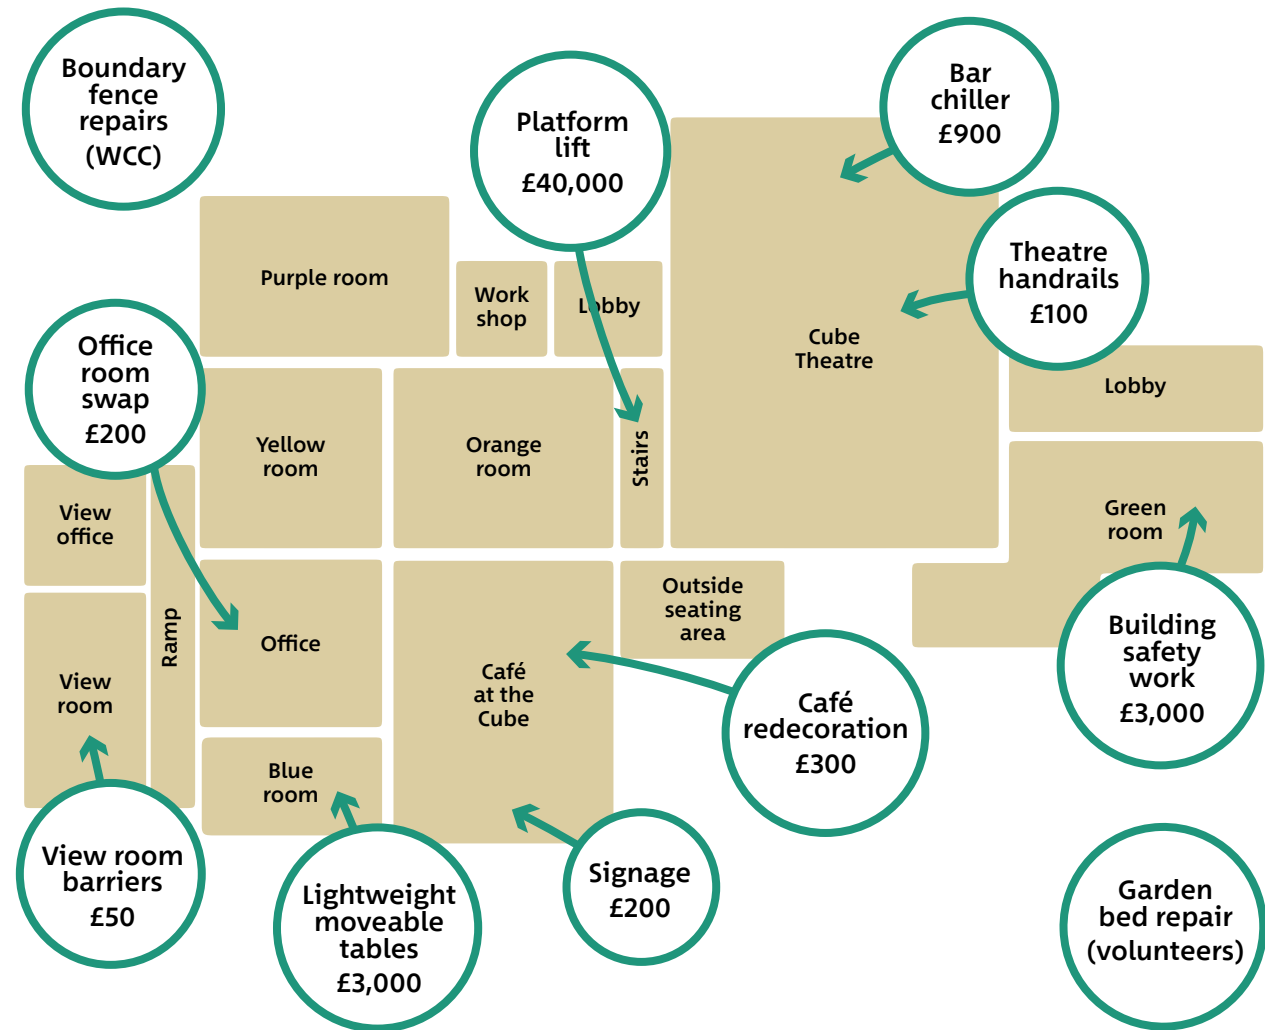 Boundary
fence
repairs
(WCC)
Platform
lift
£40,000
Bar
chiller
£900
Theatre
handrails
£100
Purple room
Work
shop
Lobby
Cube
Theatre
Office
room
swap
£200
Lobby
Yellow
room
Orange
room
Stairs
View
office
Green
room
Ramp
Office
Outside
seating
area
View
room
Café
at the
Cube
Café
redecoration
£300
Building
safety
work
£3,000
Blue
room
View room
barriers
£50
Lightweight
moveable
tables
£3,000
Signage
£200
Garden
bed repair
(volunteers)